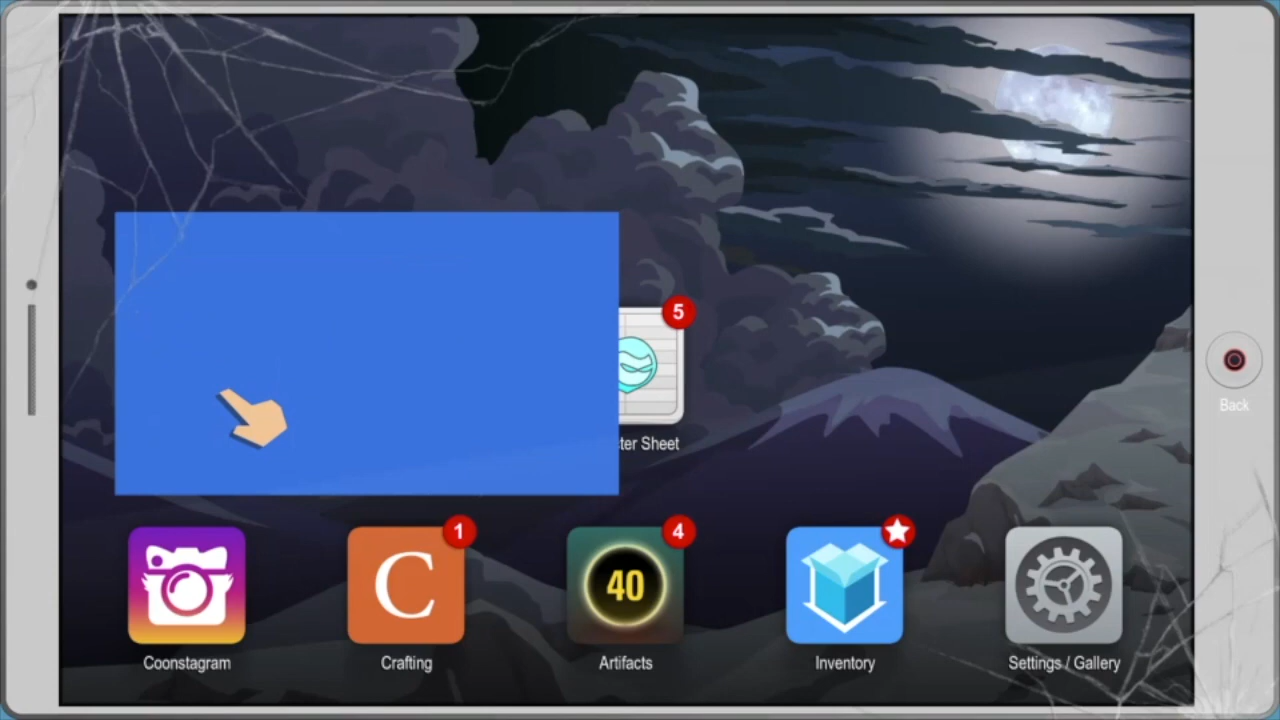 5
Back
ter Sheet
1
4
C
40
Coonstagram
Crafting
Artifacts
Inventory
Settings / Gallery